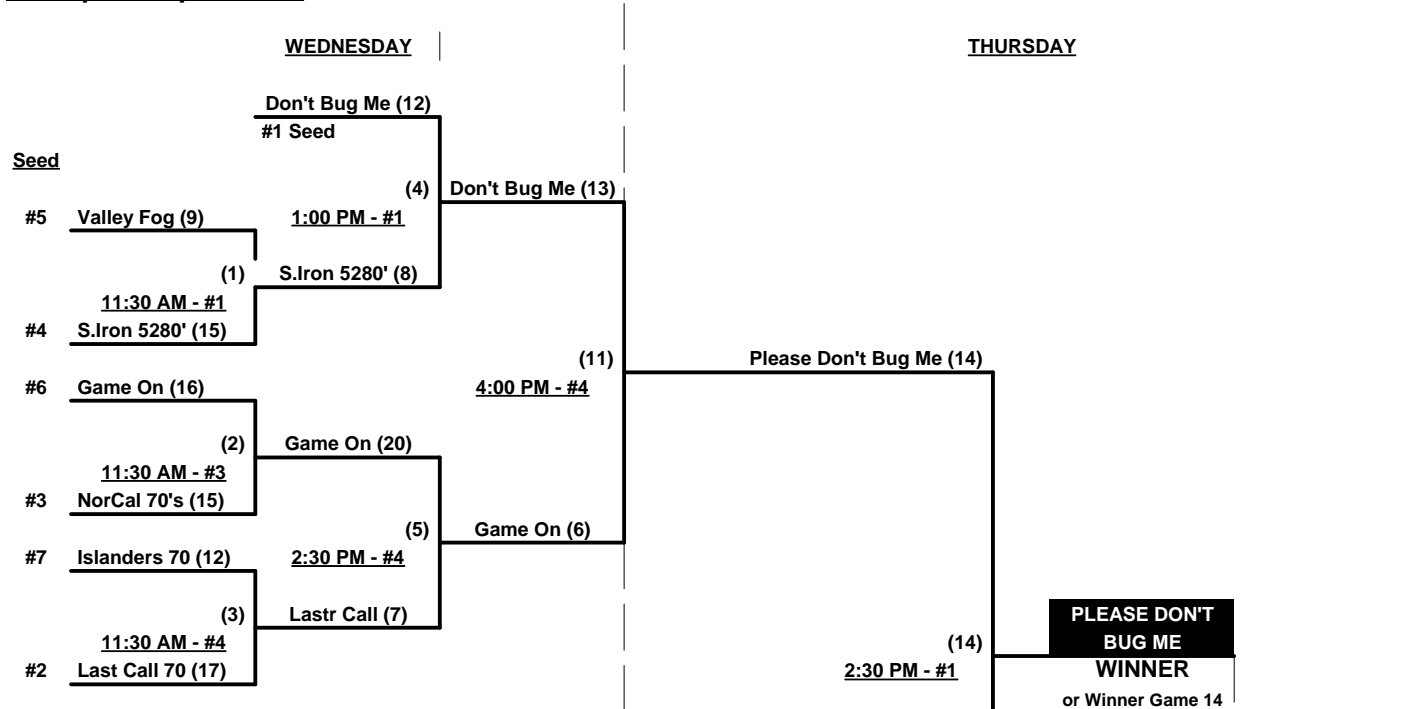 WEDNESDAY
THURSDAY
Don't Bug Me (12)
#1 Seed
Seed
(4)
Don't Bug Me (13)
#5
Valley Fog (9)
1:00 PM - #1
(1)
S.Iron 5280' (8)
11:30 AM - #1
#4
S.Iron 5280' (15)
(11)
Please Don't Bug Me (14)
#6
Game On (16)
4:00 PM - #4
(2)
Game On (20)
11:30 AM - #3
#3
NorCal 70's (15)
(5)
Game On (6)
#7
Islanders 70 (12)
2:30 PM - #4
(3)
Lastr Call (7)
PLEASE DON'T
BUG ME
11:30 AM - #4
(14)
#2
Last Call 70 (17)
2:30 PM - #1
WINNER
or Winner Game 14